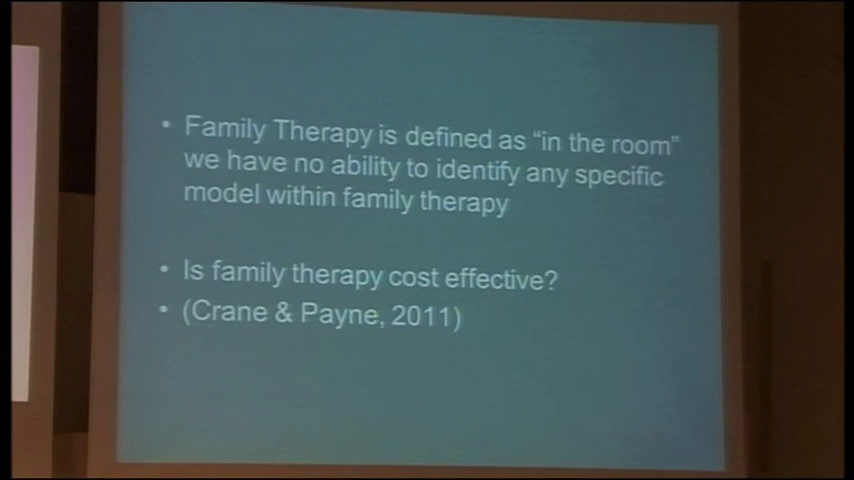 • Family Therapy is defined as “in the room”
we have no ability to identify any specific
model within family therapy
• Is family therapy cost effective?
• (Crane & Payne, 2011)